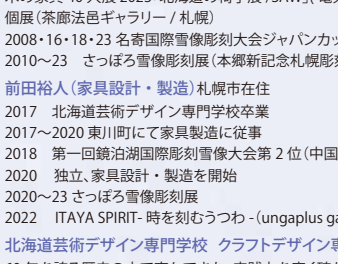 個展（茶廊法邑ギャラリー / 札幌）
2008・16・18・23 名寄国際雪像彫刻大会ジャパンカッ
2010～23　さっぽろ雪像彫刻展（本郷新記念札幌彫
前田裕人（家具設計・製造）札幌市在住
2017　北海道芸術デザイン専門学校卒業
2017～2020 東川町にて家具製造に従事
2018　第一回鏡泊湖国際彫刻雪像大会第 2 位（中国
2020　独立、家具設計・製造を開始
2020～23 さっぽろ雪像彫刻展
2022　ITAYA SPIRIT- 時を刻むうつわ -（ungaplus ga
北海道芸術デザイン専門学校 クラフトデザイン専